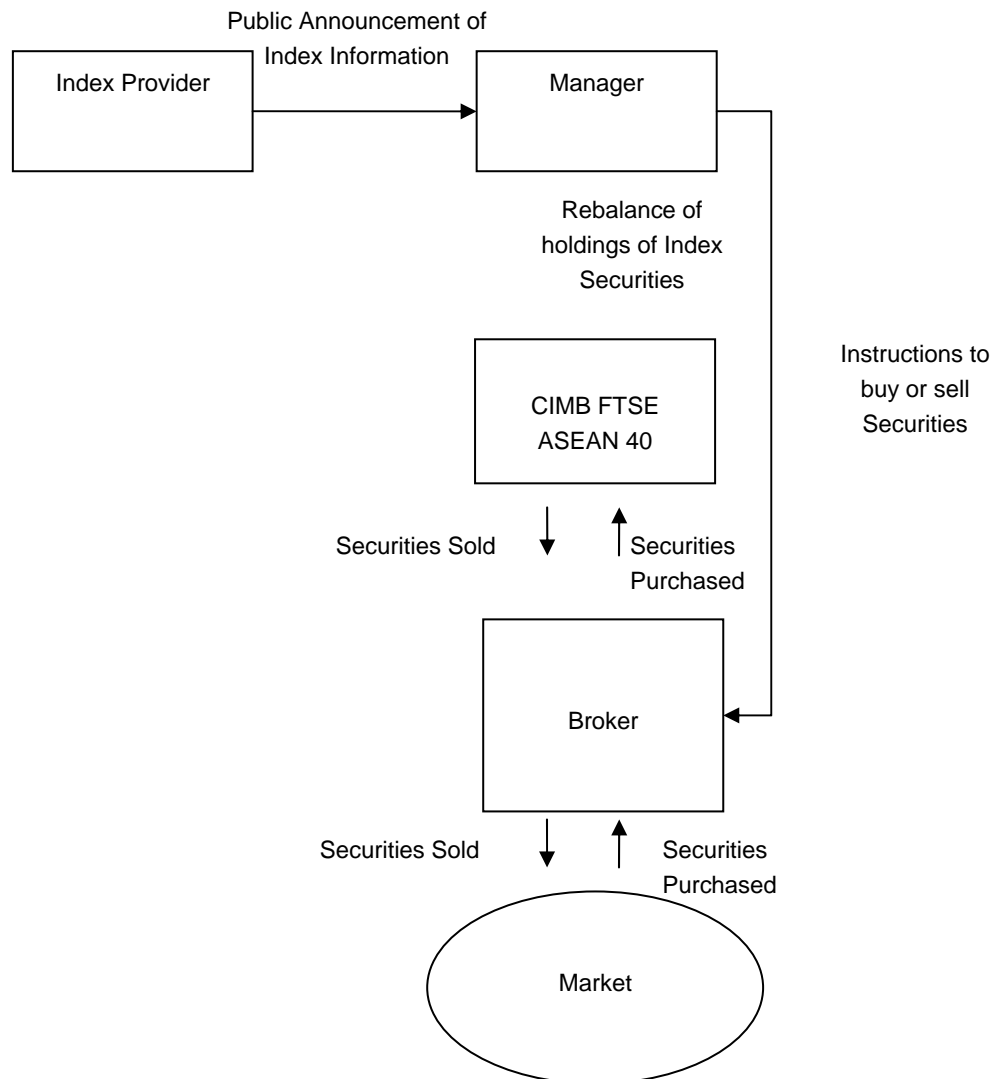 Public Announcement of
Index Information
Index Provider
Manager
Rebalance of
holdings of Index
Securities
Instructions to
buy or sell
Securities
CIMB FTSE
ASEAN 40
Securities Sold
Securities
Purchased
Broker
Securities Sold
Securities
Purchased
Market